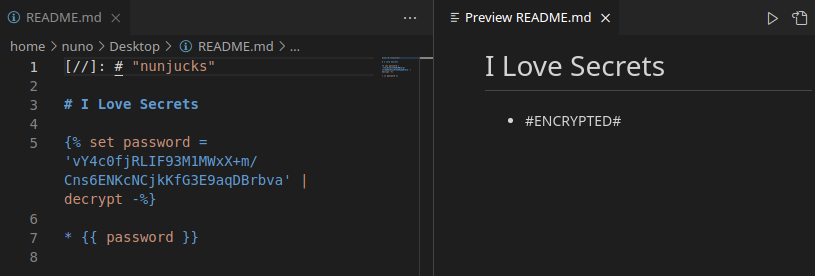 README.md
home > nuno > Desktop > README.md > ...
1 [//]: # "nunjucks"
2
3 # I Love Secrets
4
5 {% set password =
'vY4c0fjRLIF93M1MWxX+m/
Cns6ENKcNCjkKfG3E9aqDBrbva' |
decrypt -%}
6
7 * {{ password }}
8
Preview README.md
I Love Secrets
• #ENCRYPTED#